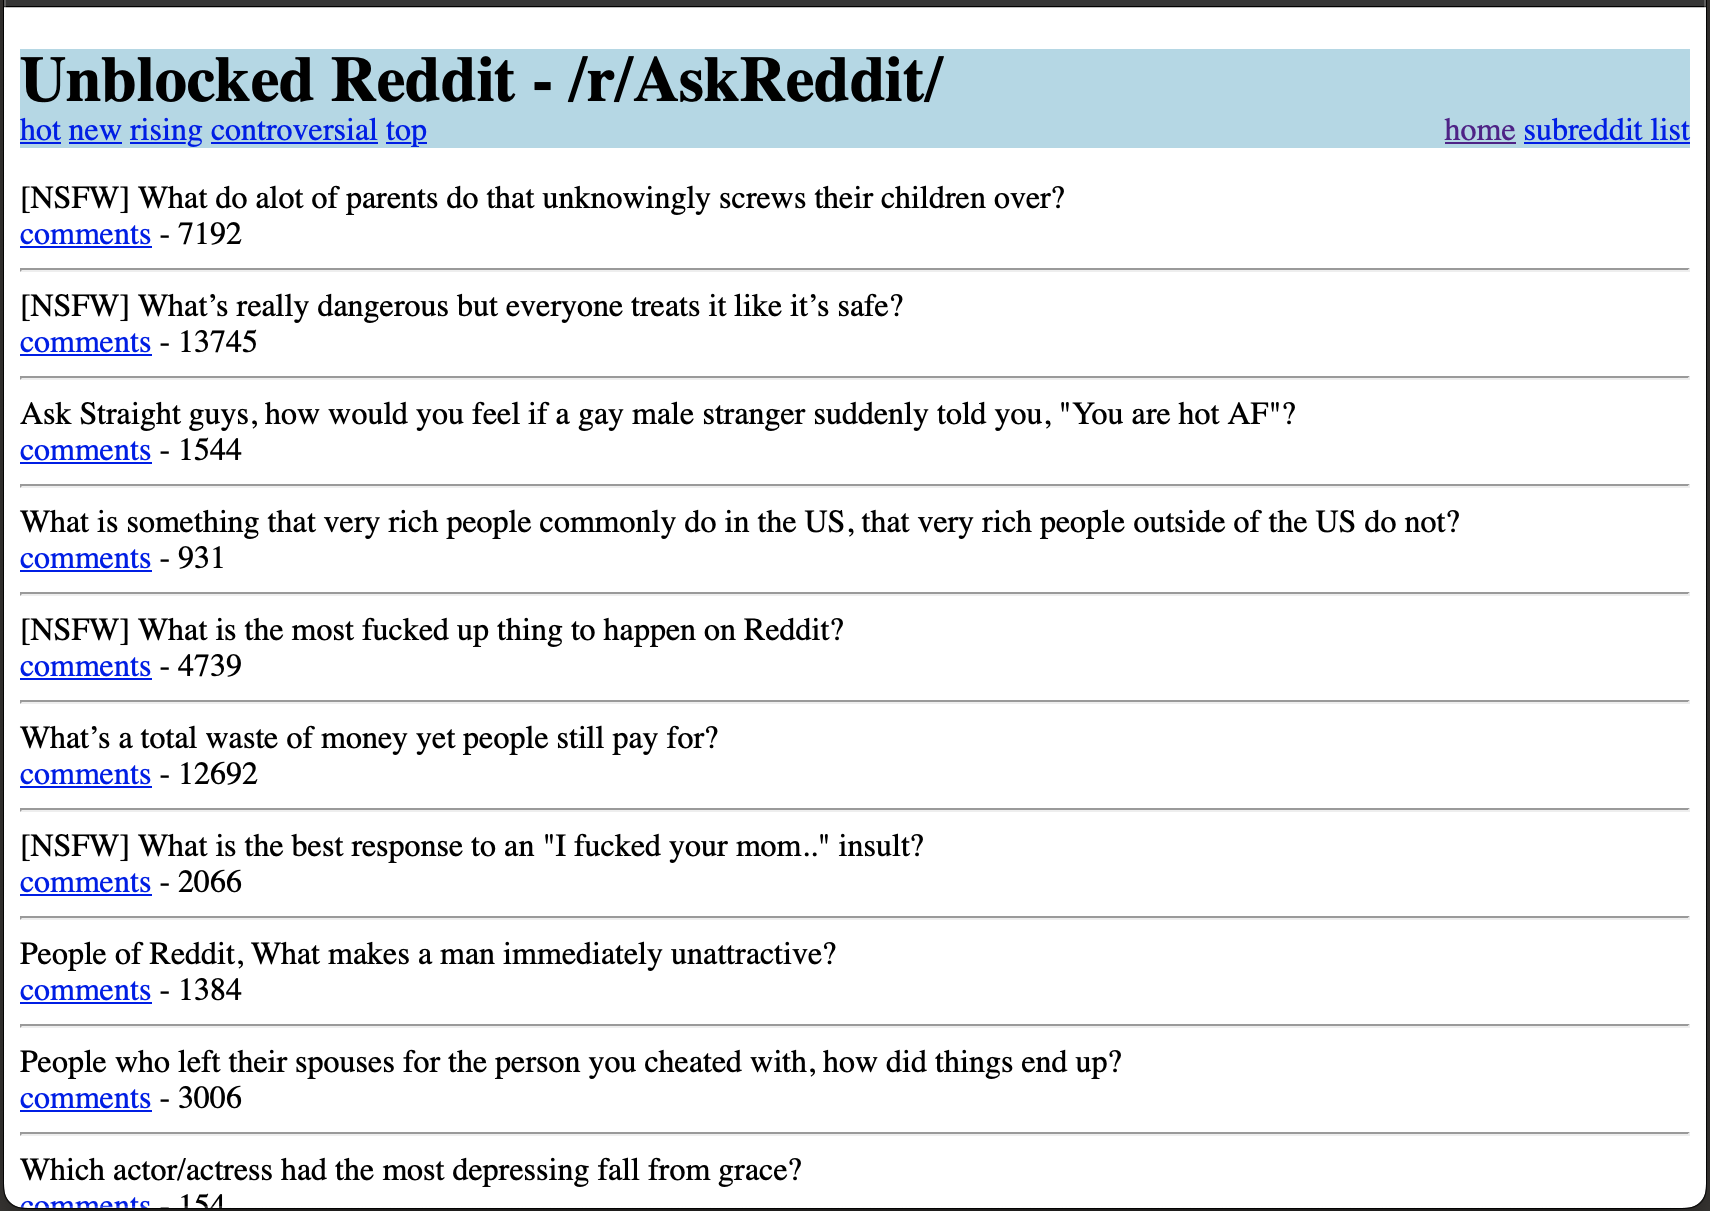 Unblocked Reddit - /r/AskReddit/
hot new rising controversial top home subreddit list
[NSFW] What do alot of parents do that unknowingly screws their children over?
comments - 7192
[NSFW] What’s really dangerous but everyone treats it like it’s safe?
comments - 13745
Ask Straight guys, how would you feel if a gay male stranger suddenly told you, "You are hot AF"?
comments - 1544
What is something that very rich people commonly do in the US, that very rich people outside of the US do not?
comments - 931
[NSFW] What is the most fucked up thing to happen on Reddit?
comments - 4739
What’s a total waste of money yet people still pay for?
comments - 12692
[NSFW] What is the best response to an "I fucked your mom.." insult?
comments - 2066
People of Reddit, What makes a man immediately unattractive?
comments - 1384
People who left their spouses for the person you cheated with, how did things end up?
comments - 3006
Which actor/actress had the most depressing fall from grace?
comments - 154